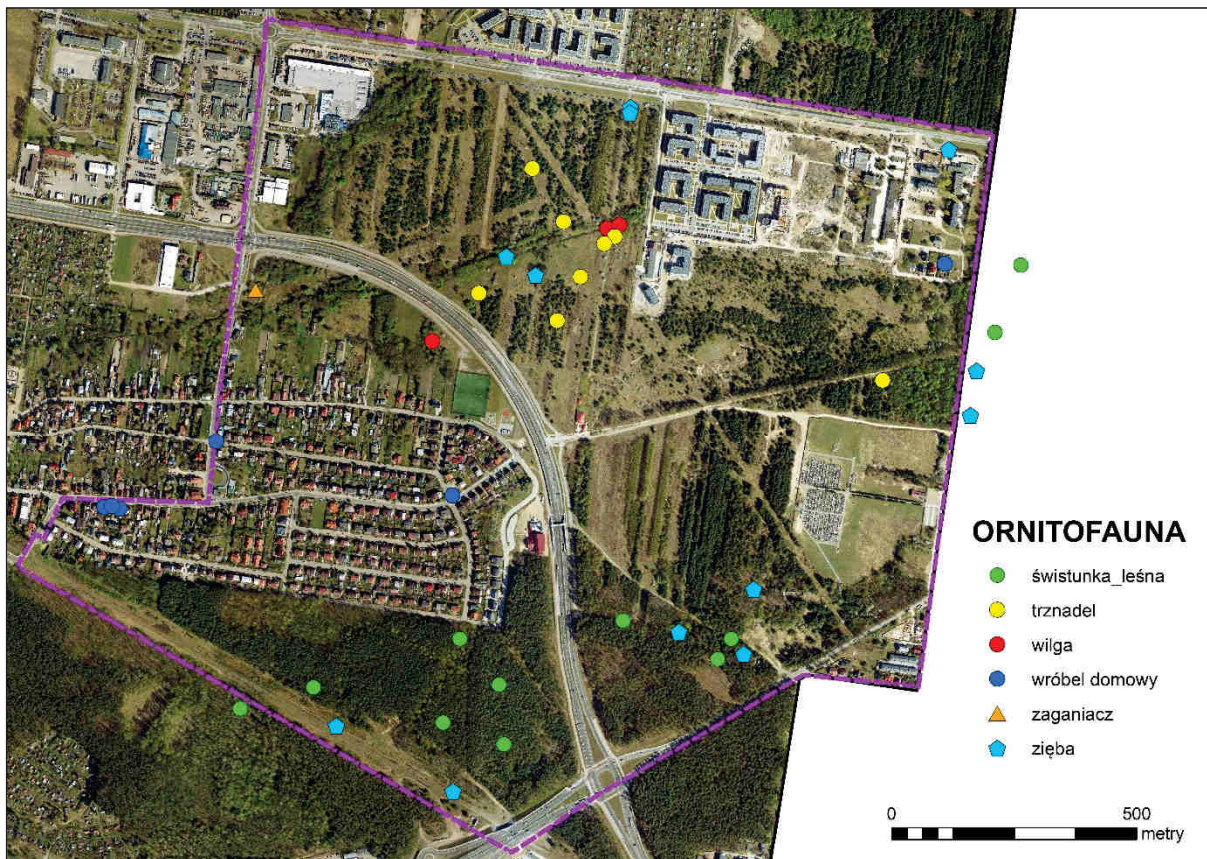 ORNITOFAUNA
świstunka_leśna
trznadel
wilga
wróbel domowy
zaganiacz
zięba
0 500
metry